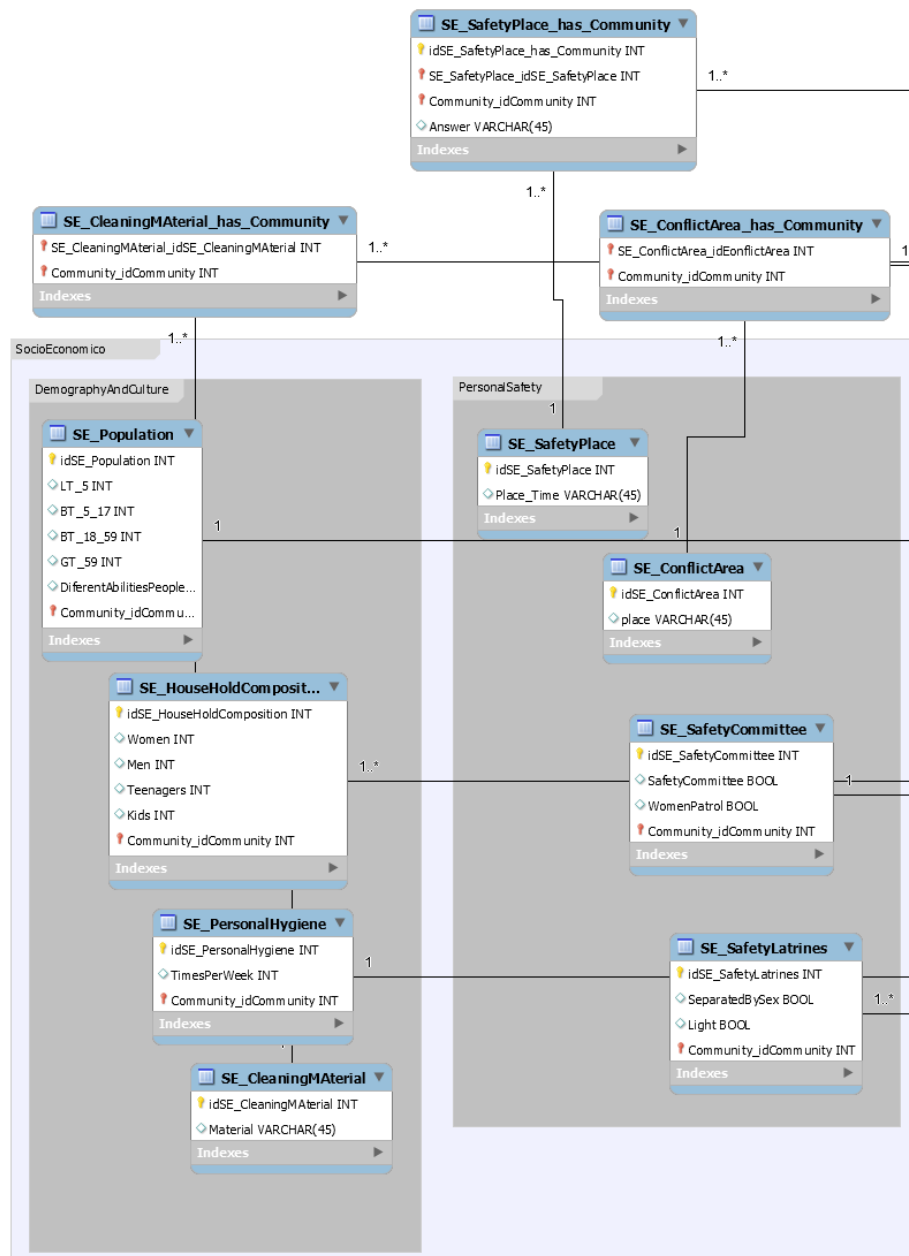 SE_SafetyPlace_has_Community
idSE_SafetyPlace_has_Community INT
SE_SafetyPlace_idSE_SafetyPlace INT
Community_idCommunity INT
Answer VARCHAR(45)
Indexes
1..*
1..*
SE_CleaningMAterial_has_Community
SE_CleaningMAterial_idSE_CleaningMAterial INT
Community_idCommunity INT
Indexes
1..*
1..*
SE_ConflictArea_has_Community
SE_ConflictArea_idEonflictArea INT
Community_idCommunity INT
Indexes
1
1..*
SocioEconomico
DemographyAndCulture
SE_Population
idSE_Population INT
LT_5 INT
BT_5_17 INT
BT_18_59 INT
GT_59 INT
DiferentAbilitiesPeople...
Community_idCommu...
Indexes
1
SE_HouseHoldComposit...
idSE_HouseHoldComposition INT
Women INT
Men INT
Teenagers INT
Kids INT
Community_idCommunity INT
Indexes
1..*
SE_PersonalHygiene
idSE_PersonalHygiene INT
TimesPerWeek INT
Community_idCommunity INT
Indexes
1
SE_CleaningMAterial
idSE_CleaningMAterial INT
Material VARCHAR(45)
Indexes
PersonalSafety
1
SE_SafetyPlace
idSE_SafetyPlace INT
Place_Time VARCHAR(45)
Indexes
1
SE_ConflictArea
idSE_ConflictArea INT
place VARCHAR(45)
Indexes
SE_SafetyCommittee
idSE_SafetyCommittee INT
SafetyCommittee BOOL
WomenPatrol BOOL
Community_idCommunity INT
Indexes
1
SE_SafetyLatrines
idSE_SafetyLatrines INT
SeparatedBySex BOOL
Light BOOL
Community_idCommunity INT
Indexes
1..*